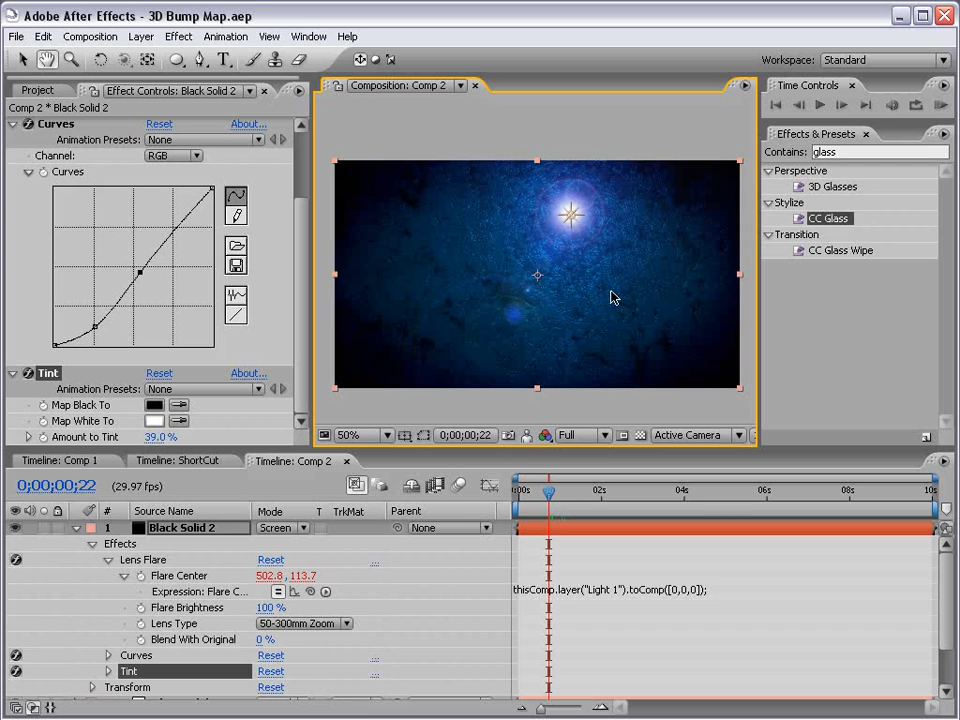 Adobe After Effects - 3D Bump Map.aep
File Edit Composition Layer Effect Animation View Window Help
Workspace: Standard
Project Effect Controls: Black Solid 2
Comp 2 * Black Solid 2
Curves Reset About...
Animation Presets: None
Channel: RGB
Curves
Tint Reset About...
Animation Presets: None
Map Black To
Map White To
Amount to Tint 39.0 %
Composition: Comp 2
50% 0;00;00;22 Full Active Camera
Time Controls
Effects & Presets
Contains: glass
Perspective
3D Glasses
Stylize
CC Glass
Transition
CC Glass Wipe
Timeline: Comp 1 Timeline: ShortCut Timeline: Comp 2
0;00;00;22 (29.97 fps)
:00s 02s 04s 06s 08s 10s
# Source Name Mode T TrkMat Parent
1 Black Solid 2 Screen None
Effects
Lens Flare Reset ...
Flare Center 502.8, 113.7
Expression: Flare C... thisComp.layer("Light 1").toComp([0,0,0]);
Flare Brightness 100 %
Lens Type 50-300mm Zoom
Blend With Original 0 %
Curves Reset ...
Tint Reset ...
Transform Reset